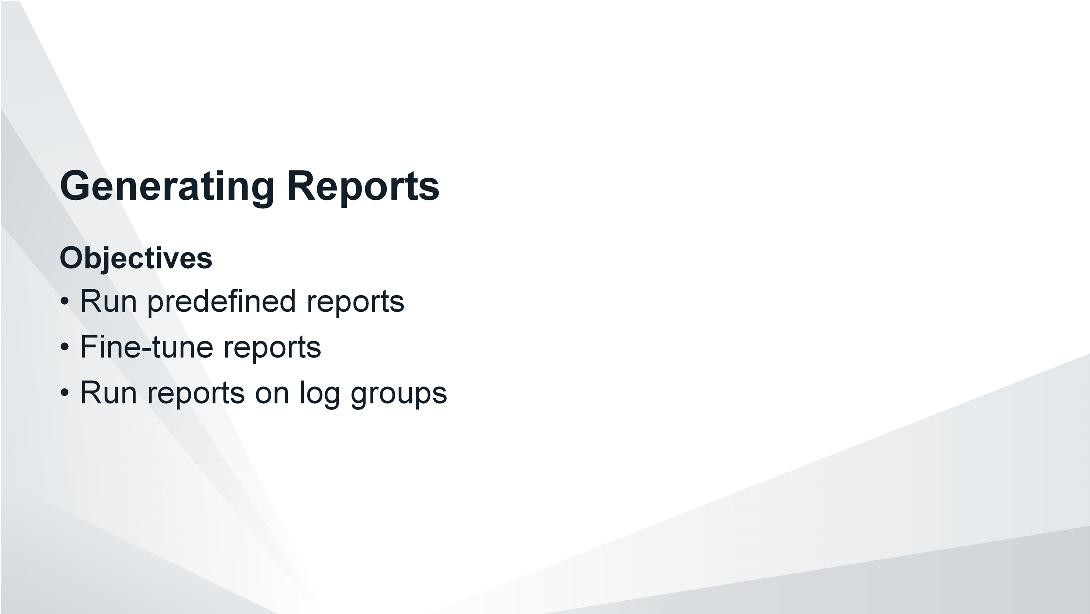 Generating Reports
Objectives
• Run predefined reports
• Fine-tune reports
• Run reports on log groups